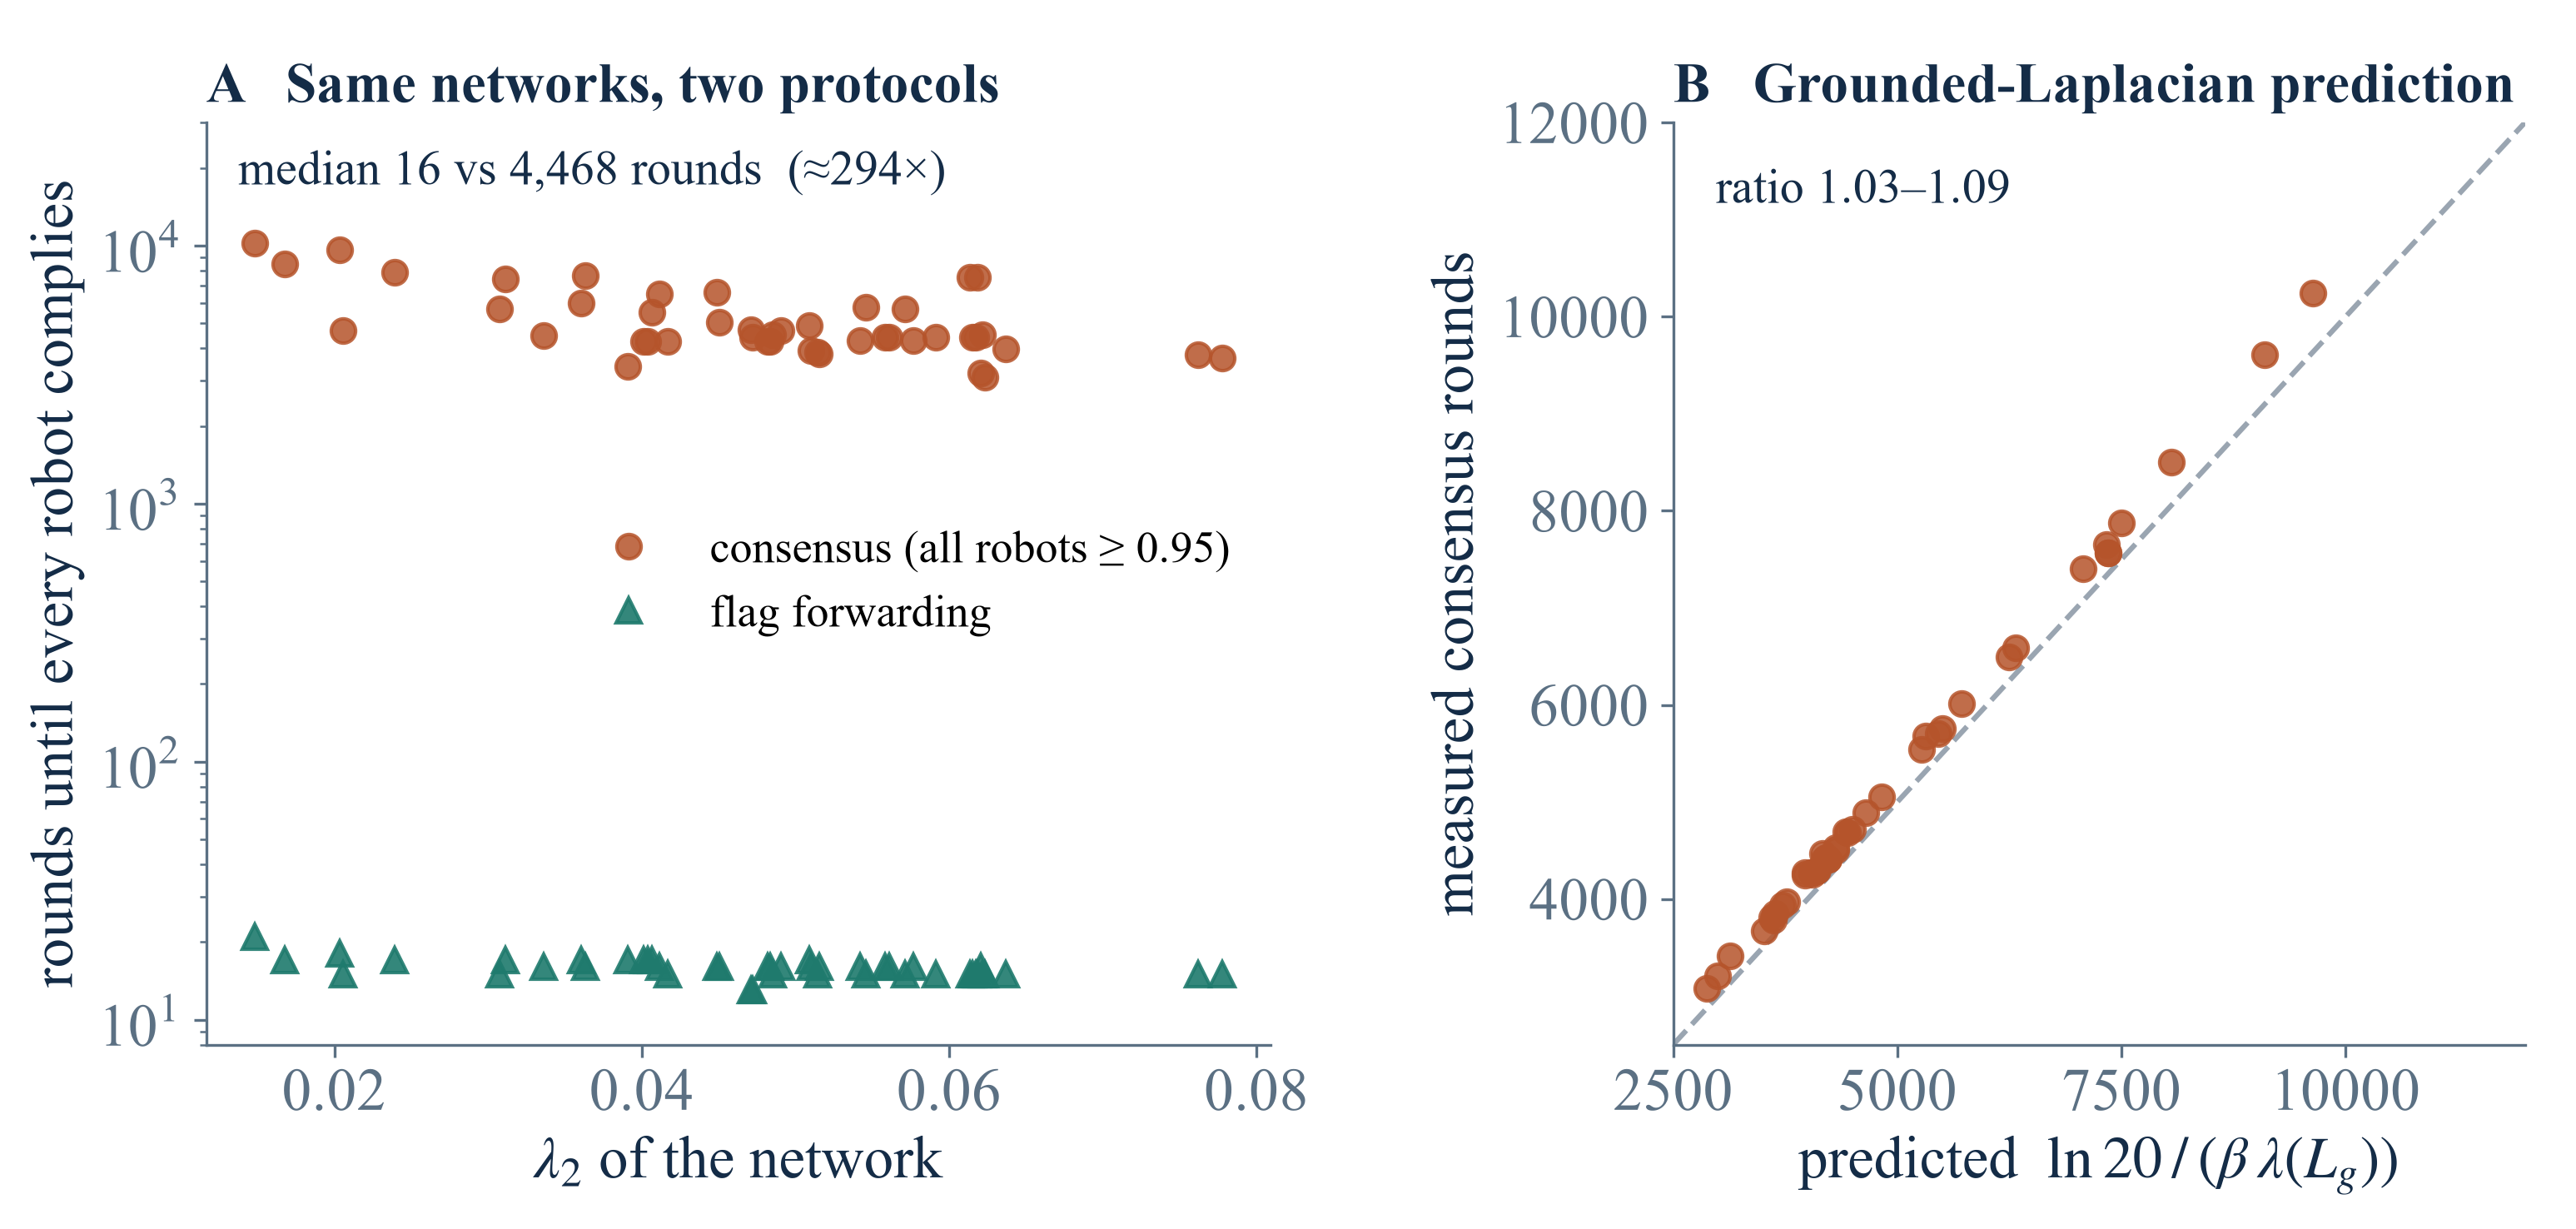 A Same networks, two protocols
median 16 vs 4,468 rounds (≈294×)
rounds until every robot complies
10⁴
10³
10²
10¹
consensus (all robots ≥ 0.95)
flag forwarding
0.02 0.04 0.06 0.08
λ₂ of the network
B Grounded-Laplacian prediction
ratio 1.03–1.09
measured consensus rounds
12000
10000
8000
6000
4000
2500 5000 7500 10000
predicted ln 20 / (β λ(L_g))